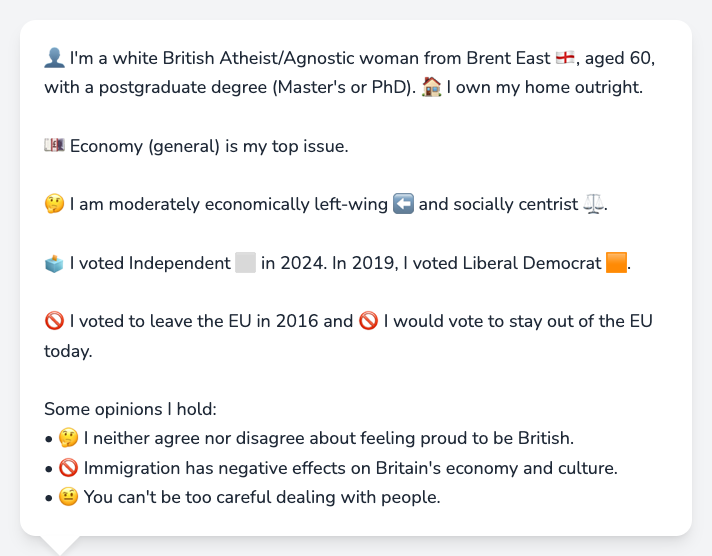 👤 I'm a white British Atheist/Agnostic woman from Brent East 🏴󠁧󠁢󠁥󠁮󠁧󠁿, aged 60,
with a postgraduate degree (Master's or PhD). 🏠 I own my home outright.
💷 Economy (general) is my top issue.
🤔 I am moderately economically left-wing ⬅️ and socially centrist ⚖️.
🗳️ I voted Independent ⬜ in 2024. In 2019, I voted Liberal Democrat 🟧.
🚫 I voted to leave the EU in 2016 and 🚫 I would vote to stay out of the EU
today.
Some opinions I hold:
• 🤔 I neither agree nor disagree about feeling proud to be British.
• 🚫 Immigration has negative effects on Britain's economy and culture.
• 🤨 You can't be too careful dealing with people.